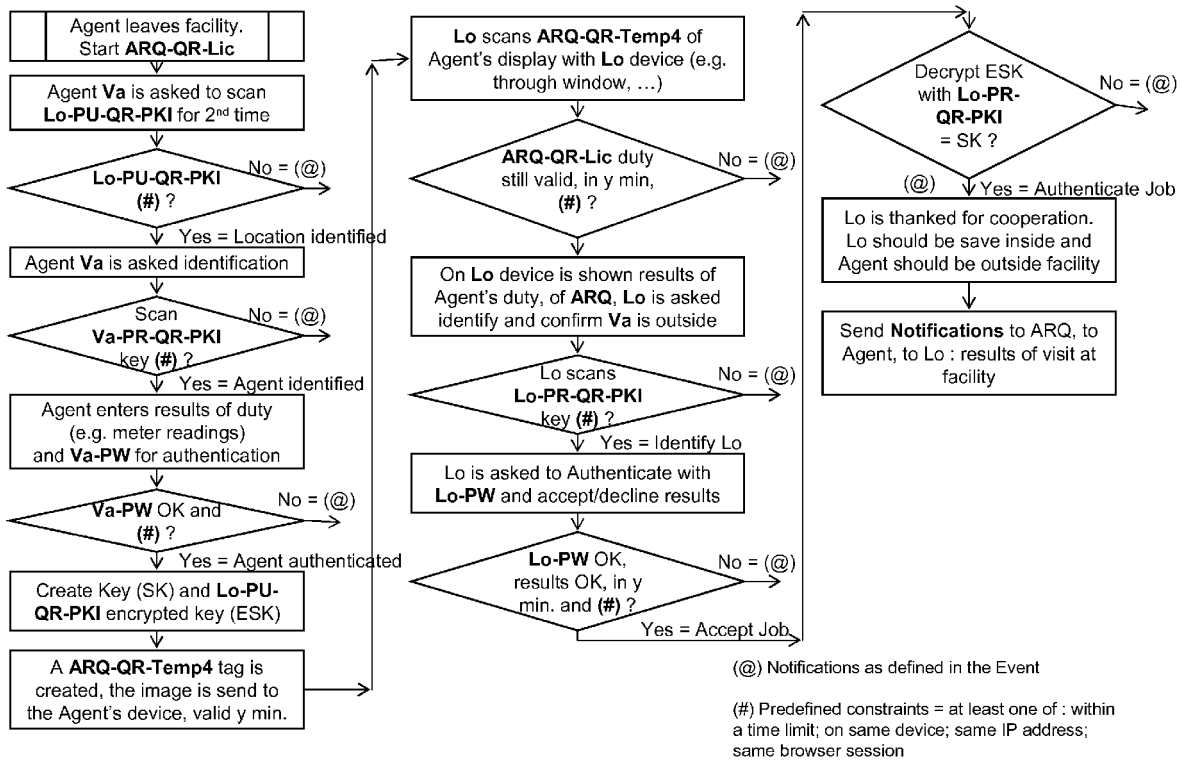 Agent leaves facility.
Start ARQ-QR-Lic
Agent Va is asked to scan
Lo-PU-QR-PKI for 2nd time
Lo-PU-QR-PKI
(#) ?
No = (@)
Yes = Location identified
Agent Va is asked identification
Scan
Va-PR-QR-PKI
key (#) ?
No = (@)
Yes = Agent identified
Agent enters results of duty
(e.g. meter readings)
and Va-PW for authentication
Va-PW OK and
(#) ?
No = (@)
Yes = Agent authenticated
Create Key (SK) and Lo-PU-
QR-PKI encrypted key (ESK)
A ARQ-QR-Temp4 tag is
created, the image is send to
the Agent's device, valid y min.
Lo scans ARQ-QR-Temp4 of
Agent's display with Lo device (e.g.
through window, …)
ARQ-QR-Lic duty
still valid, in y min,
(#) ?
No = (@)
On Lo device is shown results of
Agent's duty, of ARQ, Lo is asked
identify and confirm Va is outside
Lo scans
Lo-PR-QR-PKI
key (#) ?
No = (@)
Yes = Identify Lo
Lo is asked to Authenticate with
Lo-PW and accept/decline results
Lo-PW OK,
results OK, in y
min. and (#) ?
No = (@)
Yes = Accept Job
Decrypt ESK
with Lo-PR-
QR-PKI
= SK ?
No = (@)
(@)
Yes = Authenticate Job
Lo is thanked for cooperation.
Lo should be save inside and
Agent should be outside facility
Send Notifications to ARQ, to
Agent, to Lo : results of visit at
facility
(@) Notifications as defined in the Event
(#) Predefined constraints = at least one of : within
a time limit; on same device; same IP address;
same browser session